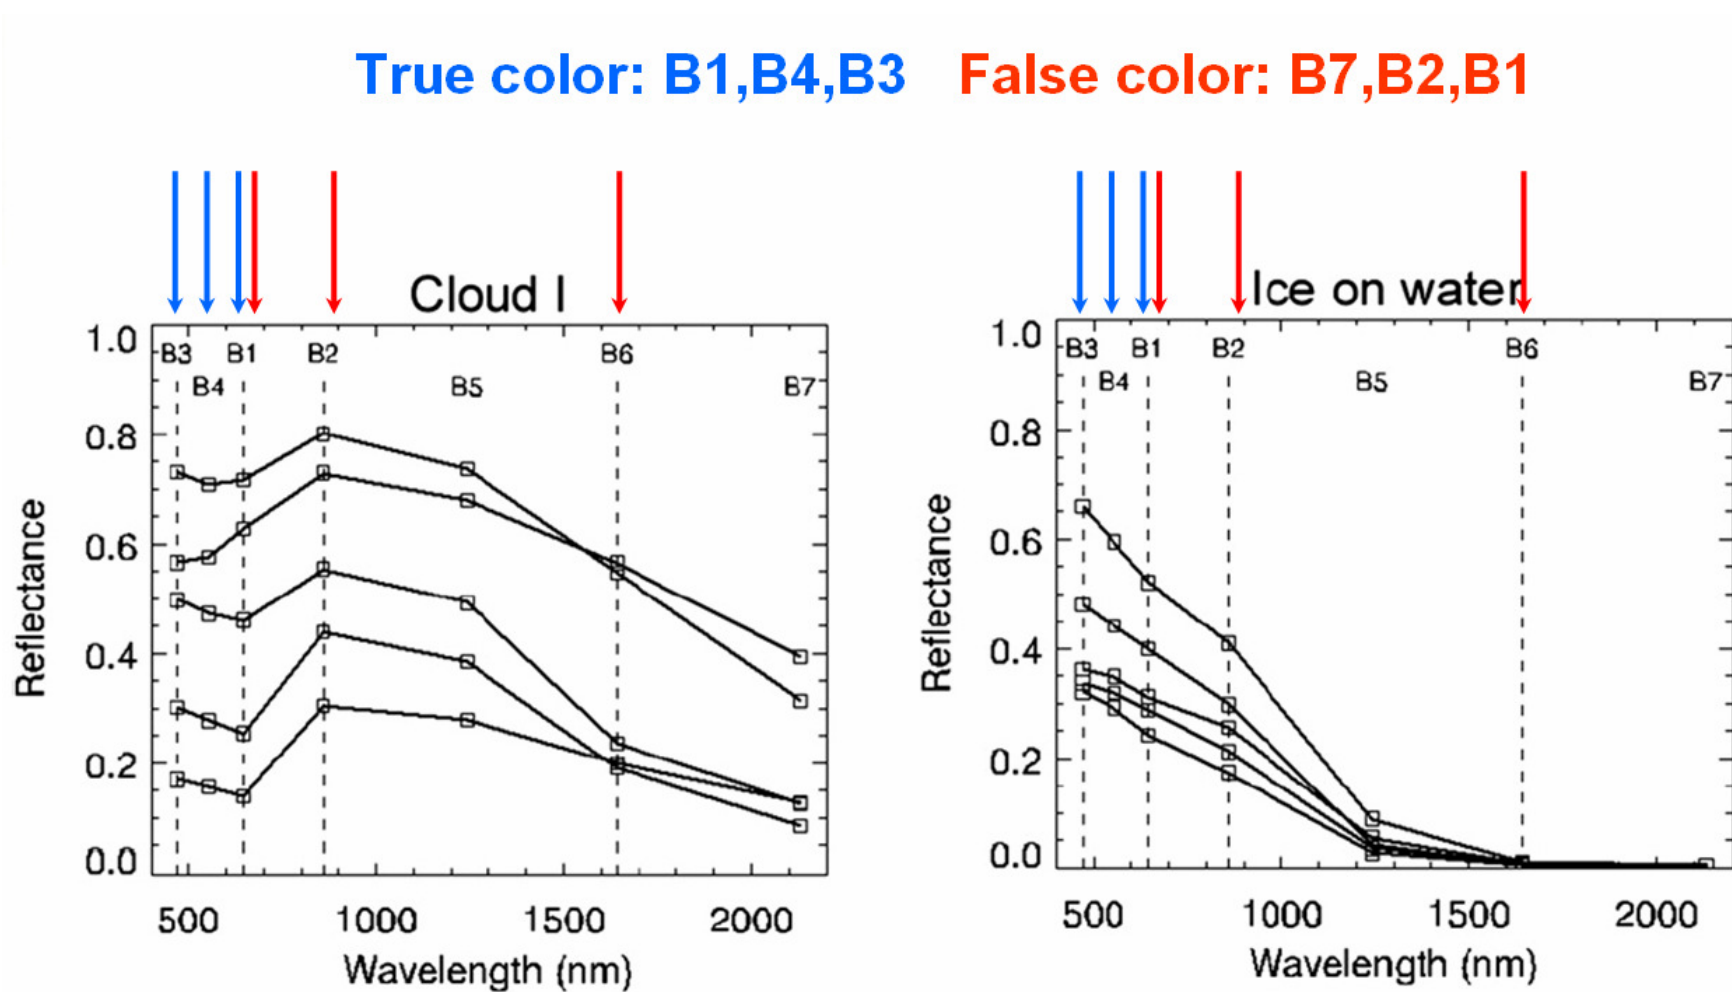 True color: B1,B4,B3 False color: B7,B2,B1
Cloud I
1.0
0.8
0.6
0.4
0.2
0.0
B3 B1 B2 B6
B4 B5 B7
Reflectance
500 1000 1500 2000
Wavelength (nm)
Ice on water
1.0
0.8
0.6
0.4
0.2
0.0
B3 B1 B2 B6
B4 B5 B7
Reflectance
500 1000 1500 2000
Wavelength (nm)